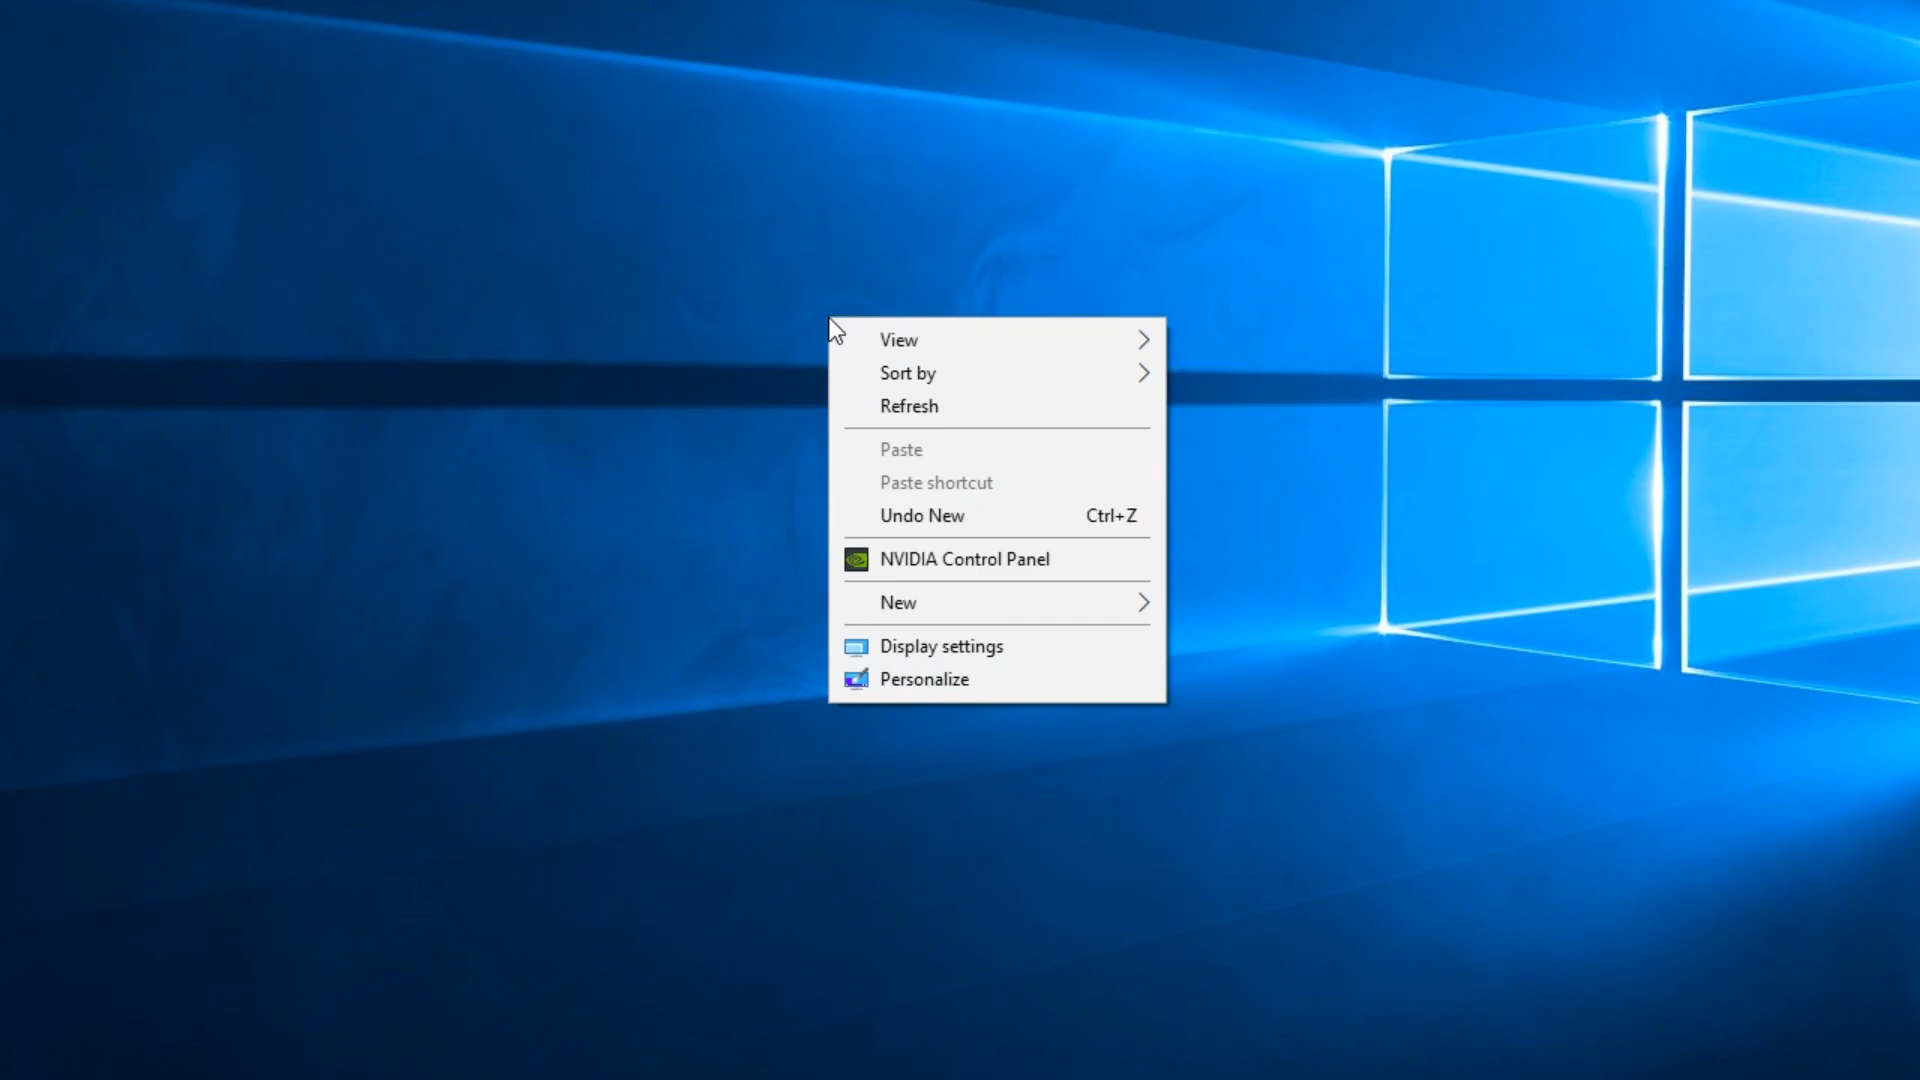 View
Sort by
Refresh
Paste
Paste shortcut
Undo New Ctrl+Z
NVIDIA Control Panel
New
Display settings
Personalize